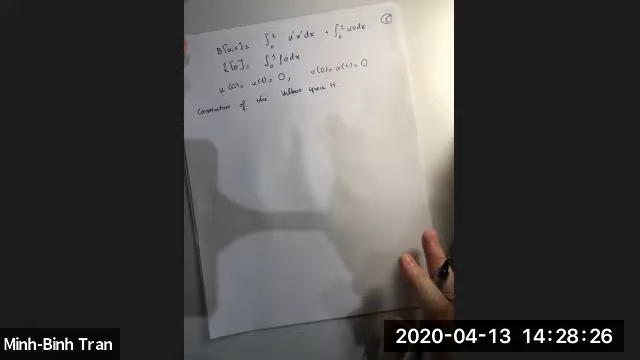 B[u,v] = ∫₀¹ u'v' dx + ∫₀¹ uv dx
5
L[v] = ∫₀¹ f v dx
u(0) = u(1) = 0, v(0) = v(1) = 0
Construction of the Hilbert space H.
Minh-Binh Tran
2020-04-13 14:28:26